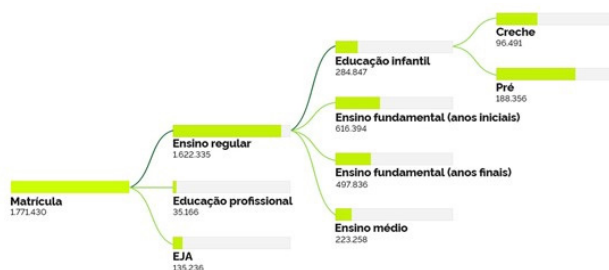 Creche
96.491
Educação infantil
284.847
Pré
188.356
Ensino fundamental (anos iniciais)
616.394
Ensino regular
1.622.335
Ensino fundamental (anos finais)
497.836
Matrícula
1.771.430
Educação profissional
35.166
Ensino médio
223.258
EJA
135.236